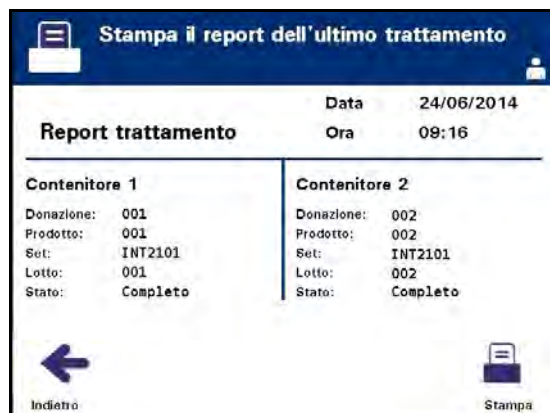 Stampa il report dell'ultimo trattamento
Data 24/06/2014
Report trattamento
Ora 09:16
Contenitore 1
Donazione: 001
Prodotto: 001
Set: INT2101
Lotto: 001
Stato: Completo
Contenitore 2
Donazione: 002
Prodotto: 002
Set: INT2101
Lotto: 002
Stato: Completo
Indietro
Stampa